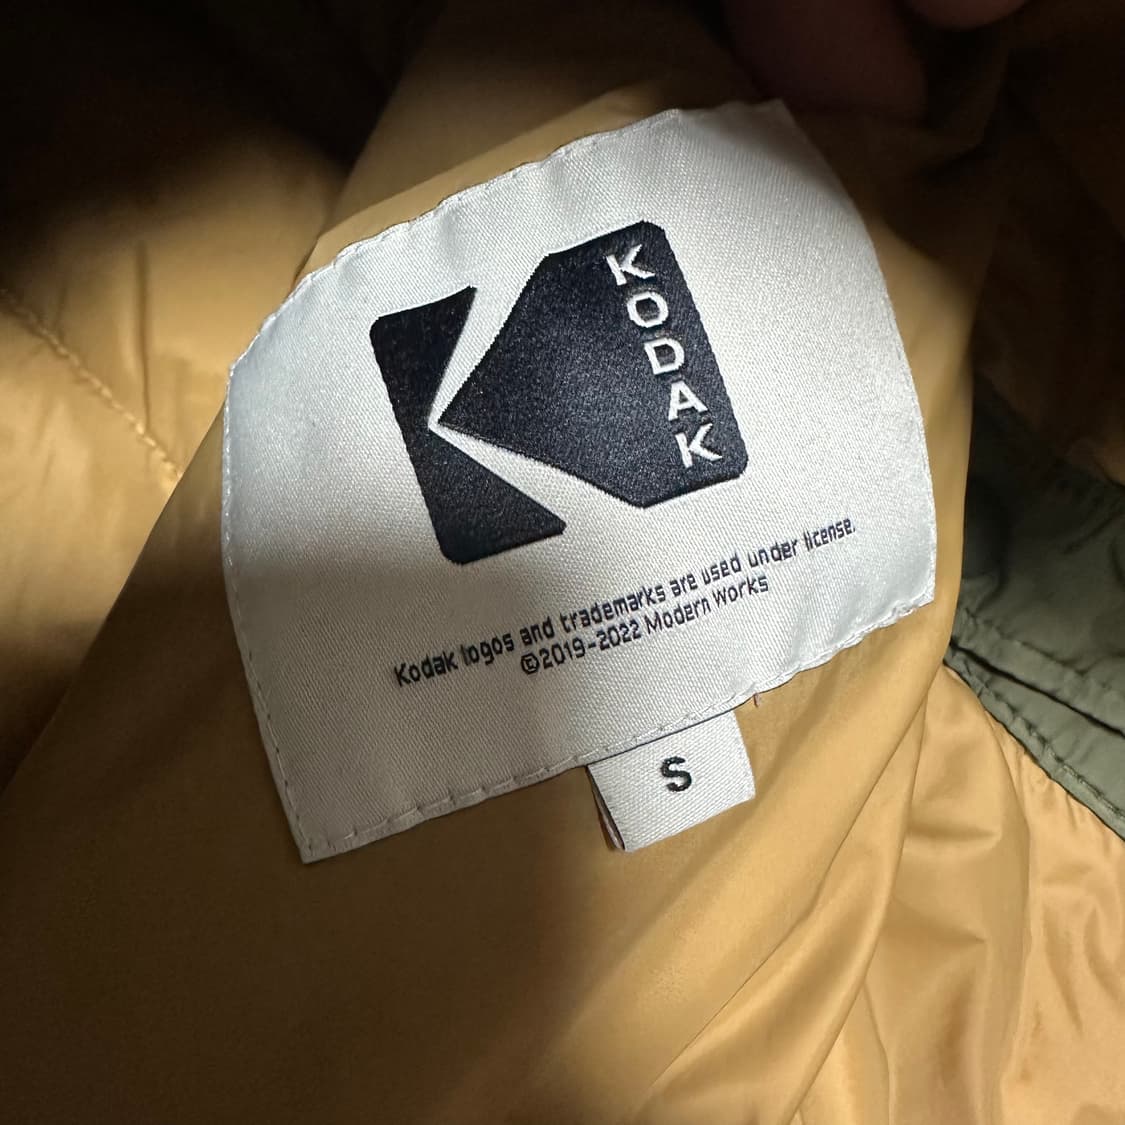 KODAK
Kodak logos and trademarks are used under license.
©2019-2022 Modern Works
S